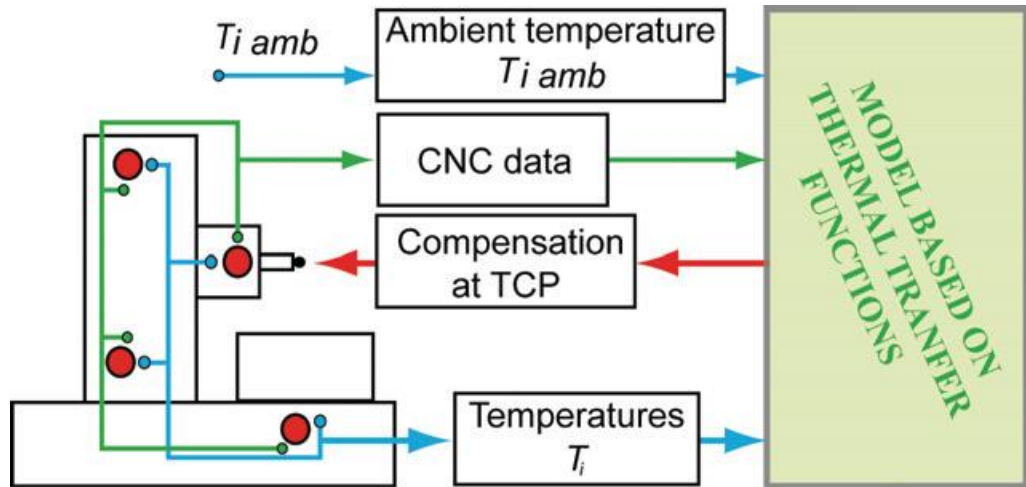 Ti amb
Ambient temperature
Ti amb
CNC data
Compensation
at TCP
Temperatures
Ti
MODEL BASED ON
THERMAL TRANFER
FUNCTIONS